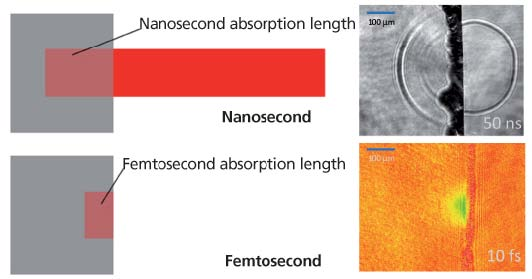 Nanosecond absorption length
Nanosecond
100 µm
50 ns
Femtosecond absorption length
Femtosecond
100 µm
10 fs